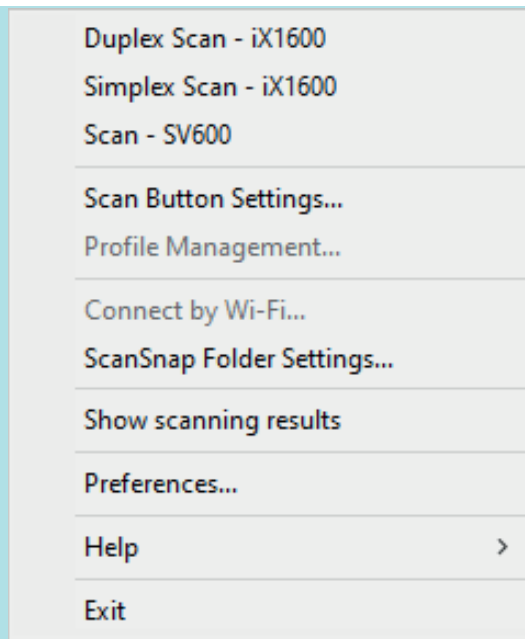 Duplex Scan - iX1600
Simplex Scan - iX1600
Scan - SV600
Scan Button Settings...
Profile Management...
Connect by Wi-Fi...
ScanSnap Folder Settings...
Show scanning results
Preferences...
Help
Exit